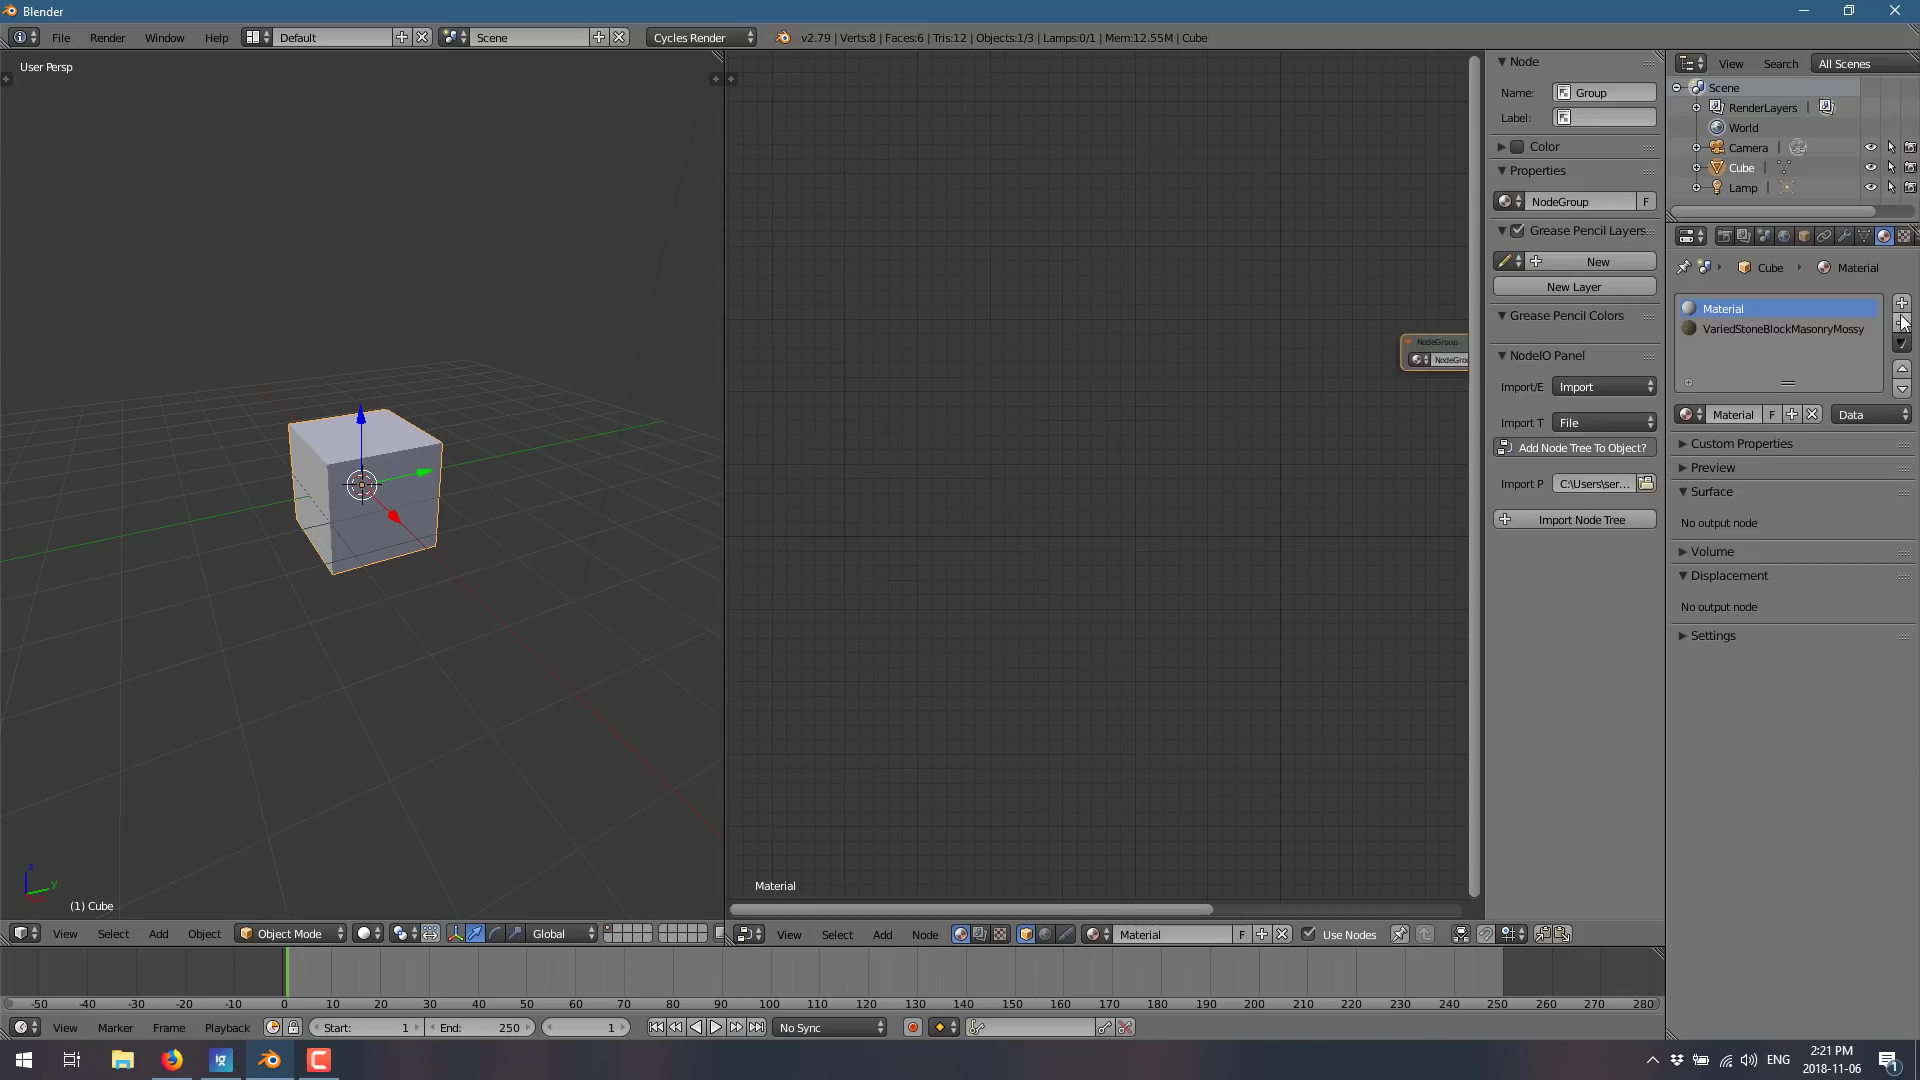 Blender
File Render Window Help Default Scene Cycles Render v2.79 | Verts:8 | Faces:6 | Tris:12 | Objects:1/3 | Lamps:0/1 | Mem:12.55M | Cube
User Persp
(1) Cube
View Select Add Object Object Mode Global
Material
View Select Add Node Material F Use Nodes
NodeGroup
Node
Name: Group
Label:
Color
Properties
NodeGroup F
Grease Pencil Layers
New
New Layer
Grease Pencil Colors
NodeIO Panel
Import/E Import
Import T File
Add Node Tree To Object?
Import P C:\Users\ser...
Import Node Tree
View Search All Scenes
Scene
RenderLayers |
World
Camera |
Cube |
Lamp |
Cube Material
Material
VariedStoneBlockMasonryMossy
Material F Data
Custom Properties
Preview
Surface
No output node
Volume
Displacement
No output node
Settings
-50 -40 -30 -20 -10 0 10 20 30 40 50 60 70 80 90 100 110 120 130 140 150 160 170 180 190 200 210 220 230 240 250 260 270 280
View Marker Frame Playback Start: 1 End: 250 1 No Sync
ig ENG 2:21 PM
2018-11-06 1